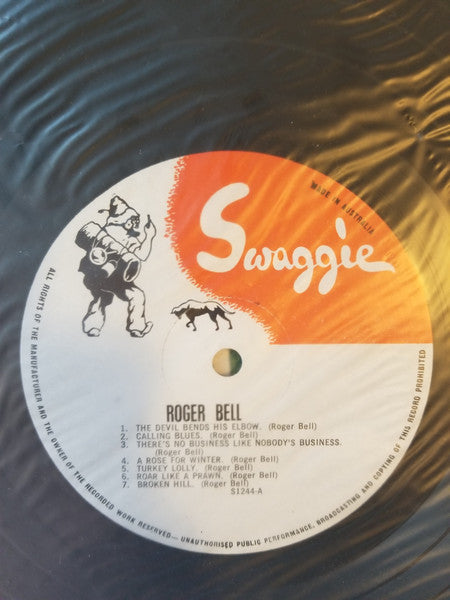 Swaggie
MADE IN AUSTRALIA
ROGER BELL
1. THE DEVIL BENDS HIS ELBOW. (Roger Bell)
2. CALLING BLUES. (Roger Bell)
3. THERE'S NO BUSINESS LIKE NOBODY'S BUSINESS.
(Roger Bell)
4. A ROSE FOR WINTER. (Roger Bell)
5. TURKEY LOLLY. (Roger Bell)
6. ROAR LIKE A PRAWN. (Roger Bell)
7. BROKEN HILL. (Roger Bell)
S1244-A
ALL RIGHTS OF THE MANUFACTURER AND THE OWNER OF THE RECORDED WORK RESERVED— UNAUTHORISED PUBLIC PERFORMANCE, BROADCASTING AND COPYING OF THIS RECORD PROHIBITED